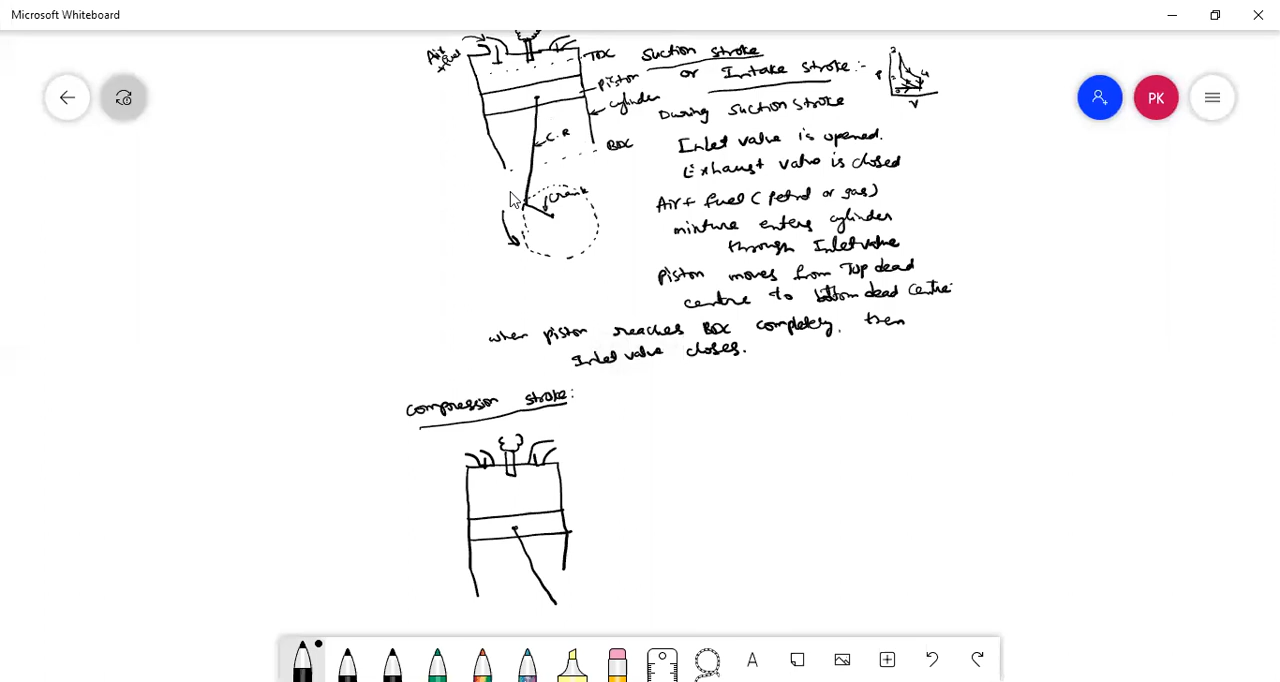 Microsoft Whiteboard
PK
Air + fuel
TDC
piston
cylinder
C.R
BDC
crank
suction stroke
or Intake stroke :-
P
V
During suction stroke
Inlet valve is opened.
Exhaust valve is closed
Air + fuel ( petrol or gas)
mixture enters cylinder
through Inlet valve
Piston moves from Top dead
centre to bottom dead centre.
when piston reaches BDC completely, then
Inlet valve closes.
compression stroke: